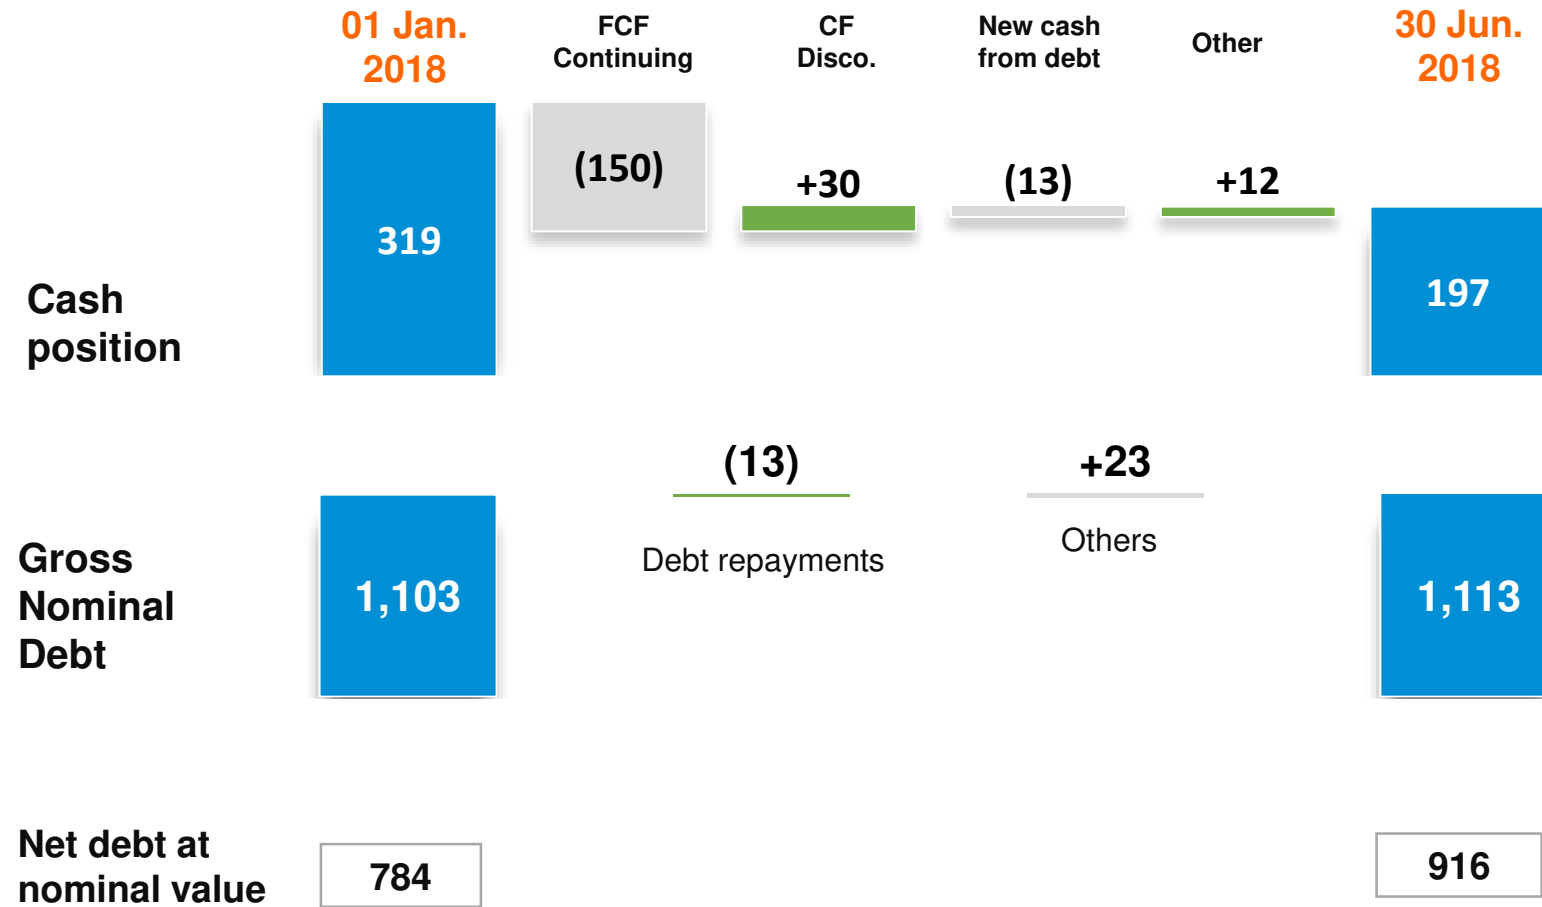 01 Jan.
2018
FCF
Continuing
CF
Disco.
New cash
from debt
Other
30 Jun.
2018
Cash
position
319
(150)
+30
(13)
+12
197
Gross
Nominal
Debt
1,103
(13)
Debt repayments
+23
Others
1,113
Net debt at
nominal value
784
916